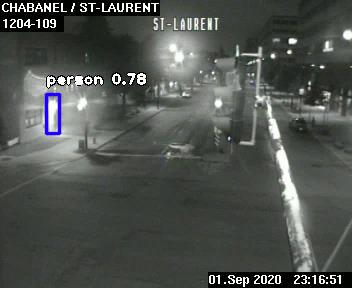 CHABANEL / ST-LAURENT
1204-109
ST-LAURENT
person 0.78
01.Sep 2020 23:16:51